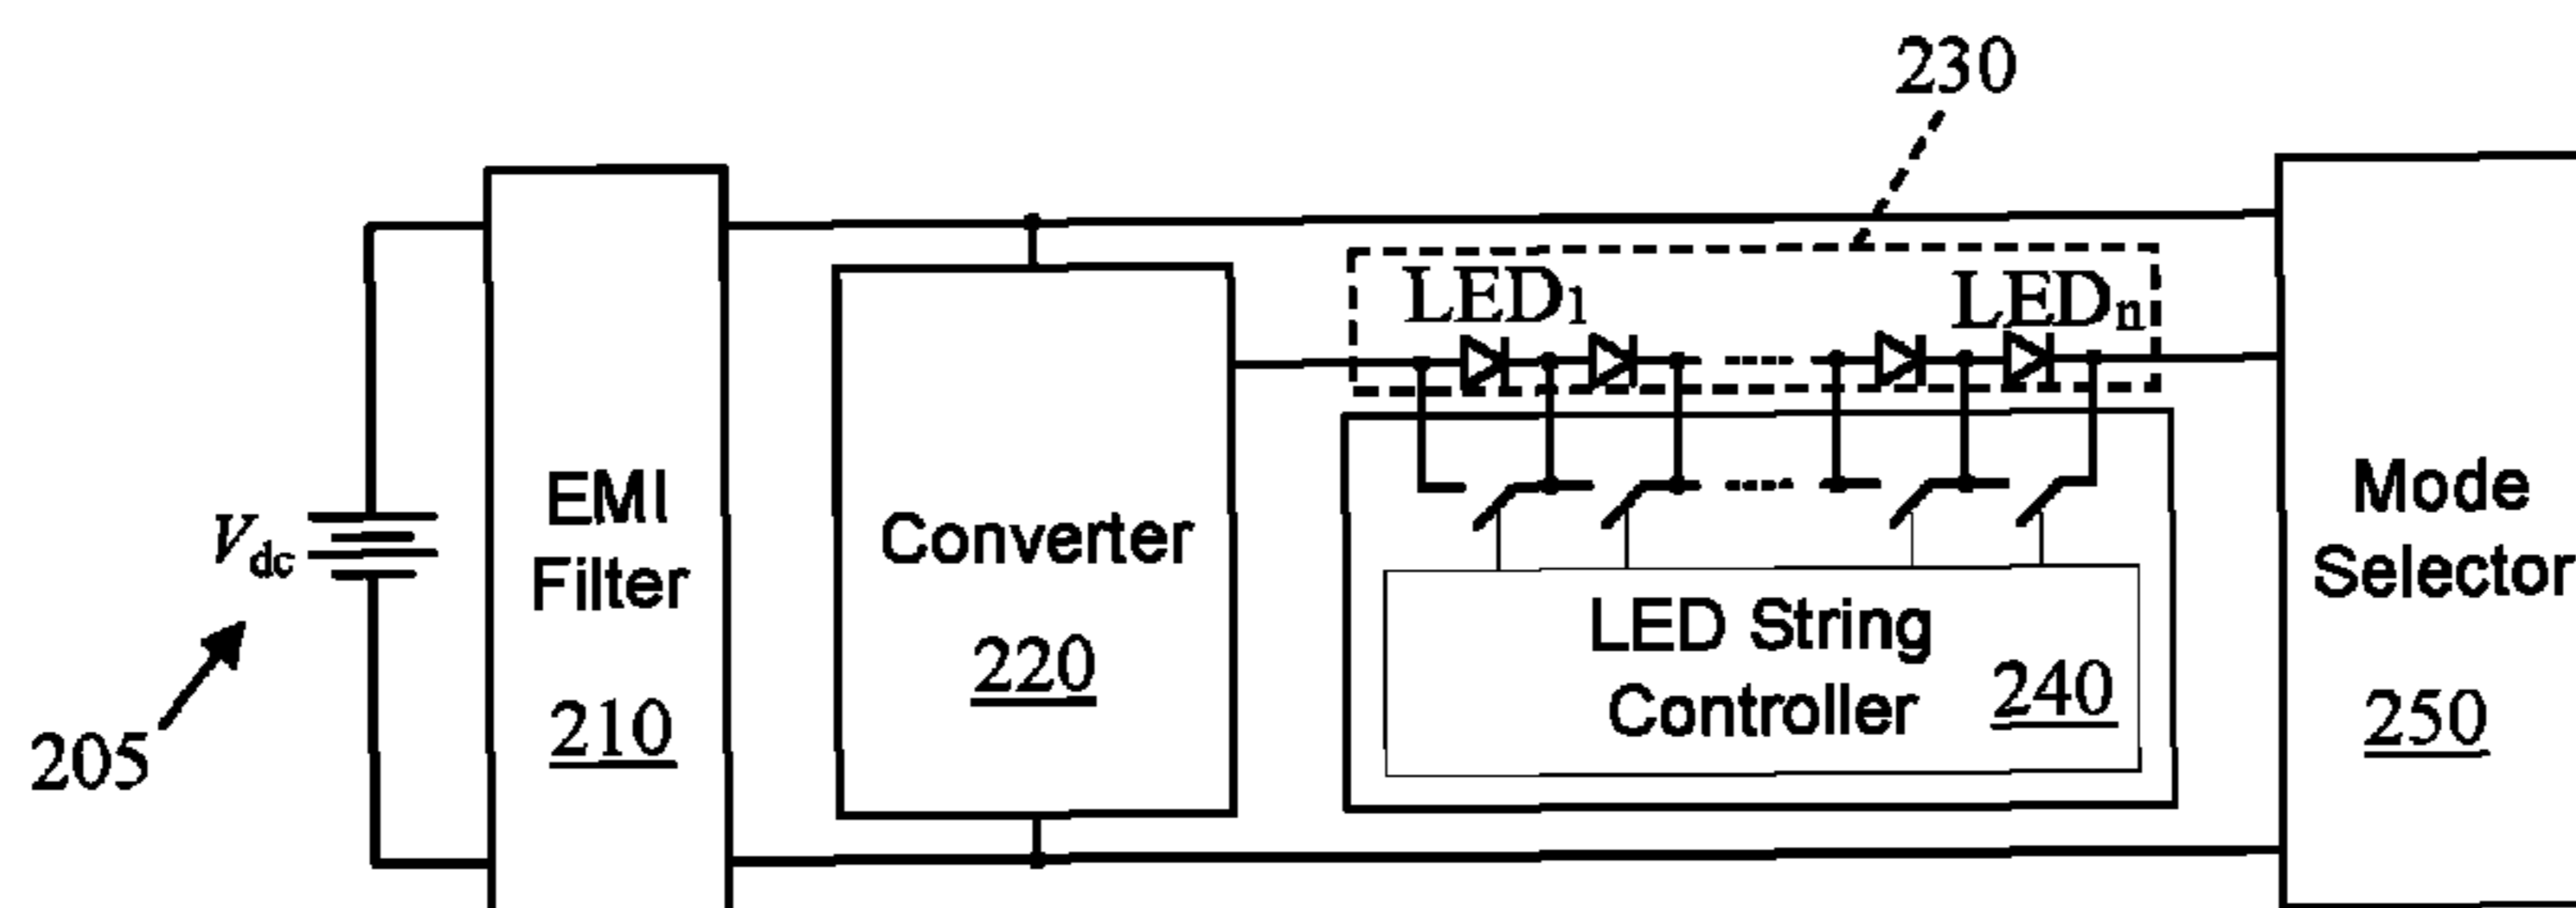 230
LED1
LEDn
Vdc
205
EMI
Filter
210
Converter
220
LED String
Controller
240
Mode
Selector
250